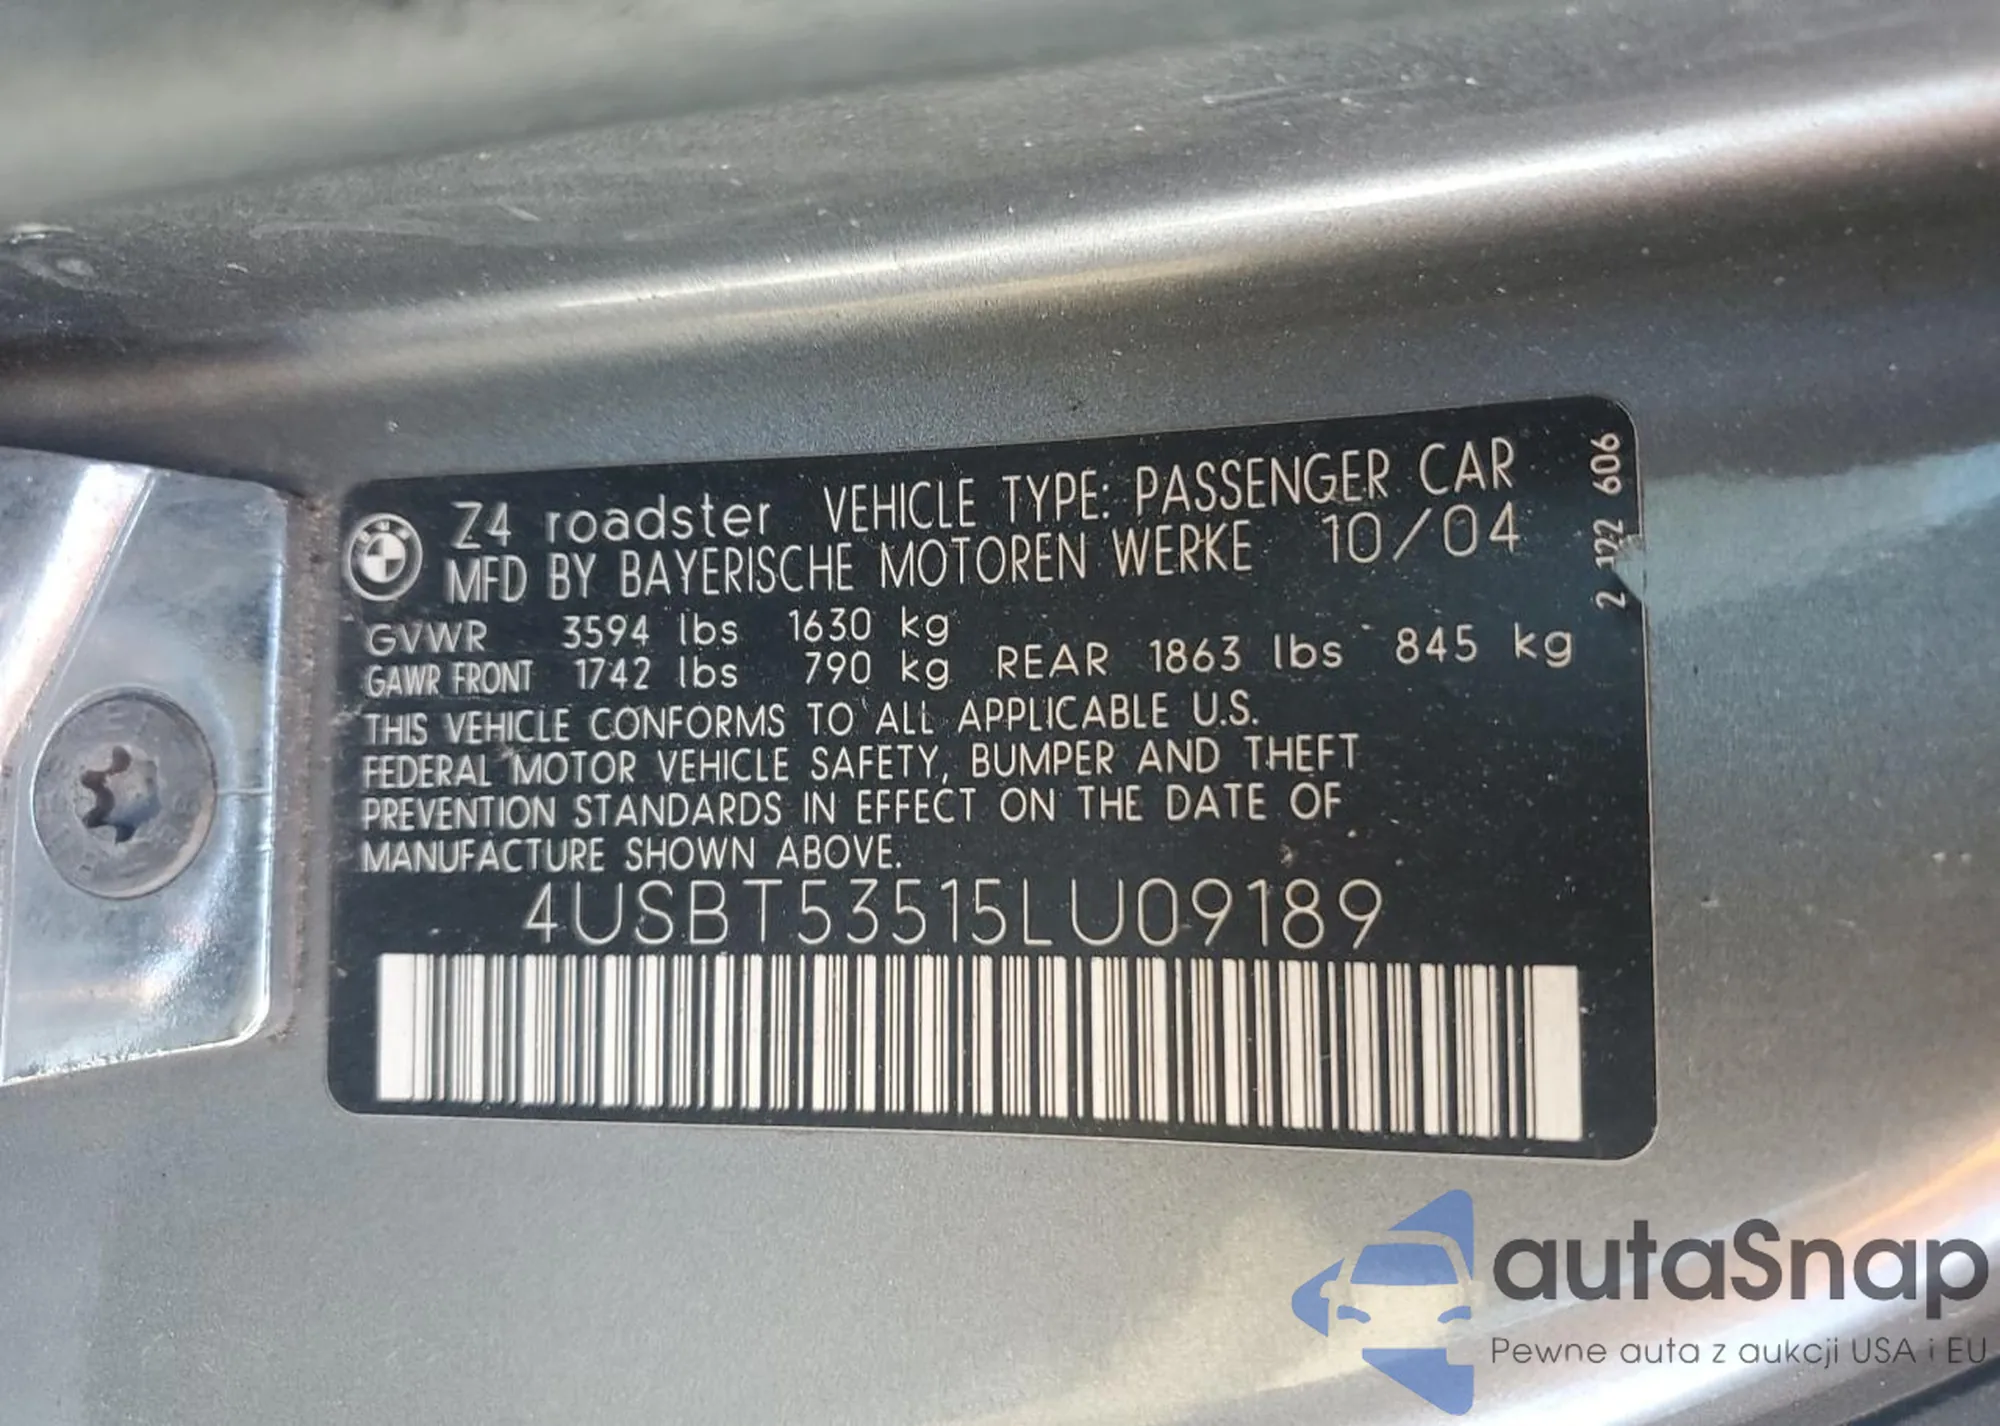 Z4 roadster VEHICLE TYPE: PASSENGER CAR
MFD BY BAYERISCHE MOTOREN WERKE 10/04
GVWR 3594 lbs 1630 kg
GAWR FRONT 1742 lbs 790 kg REAR 1863 lbs 845 kg
THIS VEHICLE CONFORMS TO ALL APPLICABLE U.S.
FEDERAL MOTOR VEHICLE SAFETY, BUMPER AND THEFT
PREVENTION STANDARDS IN EFFECT ON THE DATE OF
MANUFACTURE SHOWN ABOVE.
4USBT53515LU09189
2 122 606
autaSnap
Pewne auta z aukcji USA i EU